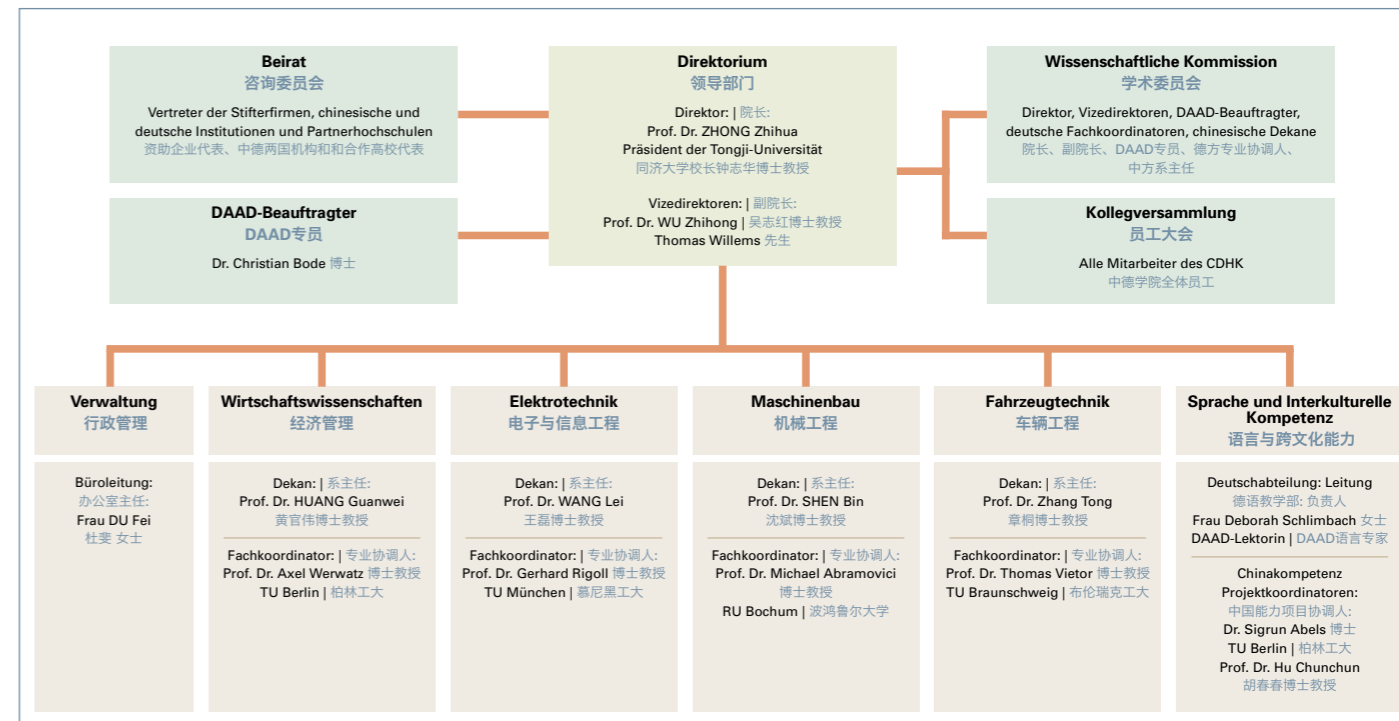 Beirat
咨询委员会
Vertreter der Stifterfirmen, chinesische und
deutsche Institutionen und Partnerhochschulen
资助企业代表、中德两国机构和和合作高校代表
DAAD-Beauftragter
DAAD专员
Dr. Christian Bode 博士
Direktorium
领导部门
Direktor: | 院长:
Prof. Dr. ZHONG Zhihua
Präsident der Tongji-Universität
同济大学校长钟志华博士教授
Vizedirektoren: | 副院长:
Prof. Dr. WU Zhihong | 吴志红博士教授
Thomas Willems 先生
Wissenschaftliche Kommission
学术委员会
Direktor, Vizedirektoren, DAAD-Beauftragter,
deutsche Fachkoordinatoren, chinesische Dekane
院长、副院长、DAAD专员、德方专业协调人、
中方系主任
Kollegversammlung
员工大会
Alle Mitarbeiter des CDHK
中德学院全体员工
Verwaltung
行政管理
Büroleitung:
办公室主任:
Frau DU Fei
杜斐 女士
Wirtschaftswissenschaften
经济管理
Dekan: | 系主任:
Prof. Dr. HUANG Guanwei
黄官伟博士教授
Fachkoordinator: | 专业协调人:
Prof. Dr. Axel Werwatz 博士教授
TU Berlin | 柏林工大
Elektrotechnik
电子与信息工程
Dekan: | 系主任:
Prof. Dr. WANG Lei
王磊博士教授
Fachkoordinator: | 专业协调人:
Prof. Dr. Gerhard Rigoll 博士教授
TU München | 慕尼黑工大
Maschinenbau
机械工程
Dekan: | 系主任:
Prof. Dr. SHEN Bin
沈斌博士教授
Fachkoordinator: | 专业协调人:
Prof. Dr. Michael Abramovici
博士教授
RU Bochum | 波鸿鲁尔大学
Fahrzeugtechnik
车辆工程
Dekan: | 系主任:
Prof. Dr. Zhang Tong
章桐博士教授
Fachkoordinator: | 专业协调人:
Prof. Dr. Thomas Vietor 博士教授
TU Braunschweig | 布伦瑞克工大
Sprache und Interkulturelle
Kompetenz
语言与跨文化能力
Deutschabteilung: Leitung
德语教学部: 负责人
Frau Deborah Schlimbach 女士
DAAD-Lektorin | DAAD语言专家
Chinakompetenz
Projektkoordinatoren:
中国能力项目协调人:
Dr. Sigrun Abels 博士
TU Berlin | 柏林工大
Prof. Dr. Hu Chunchun
胡春春博士教授